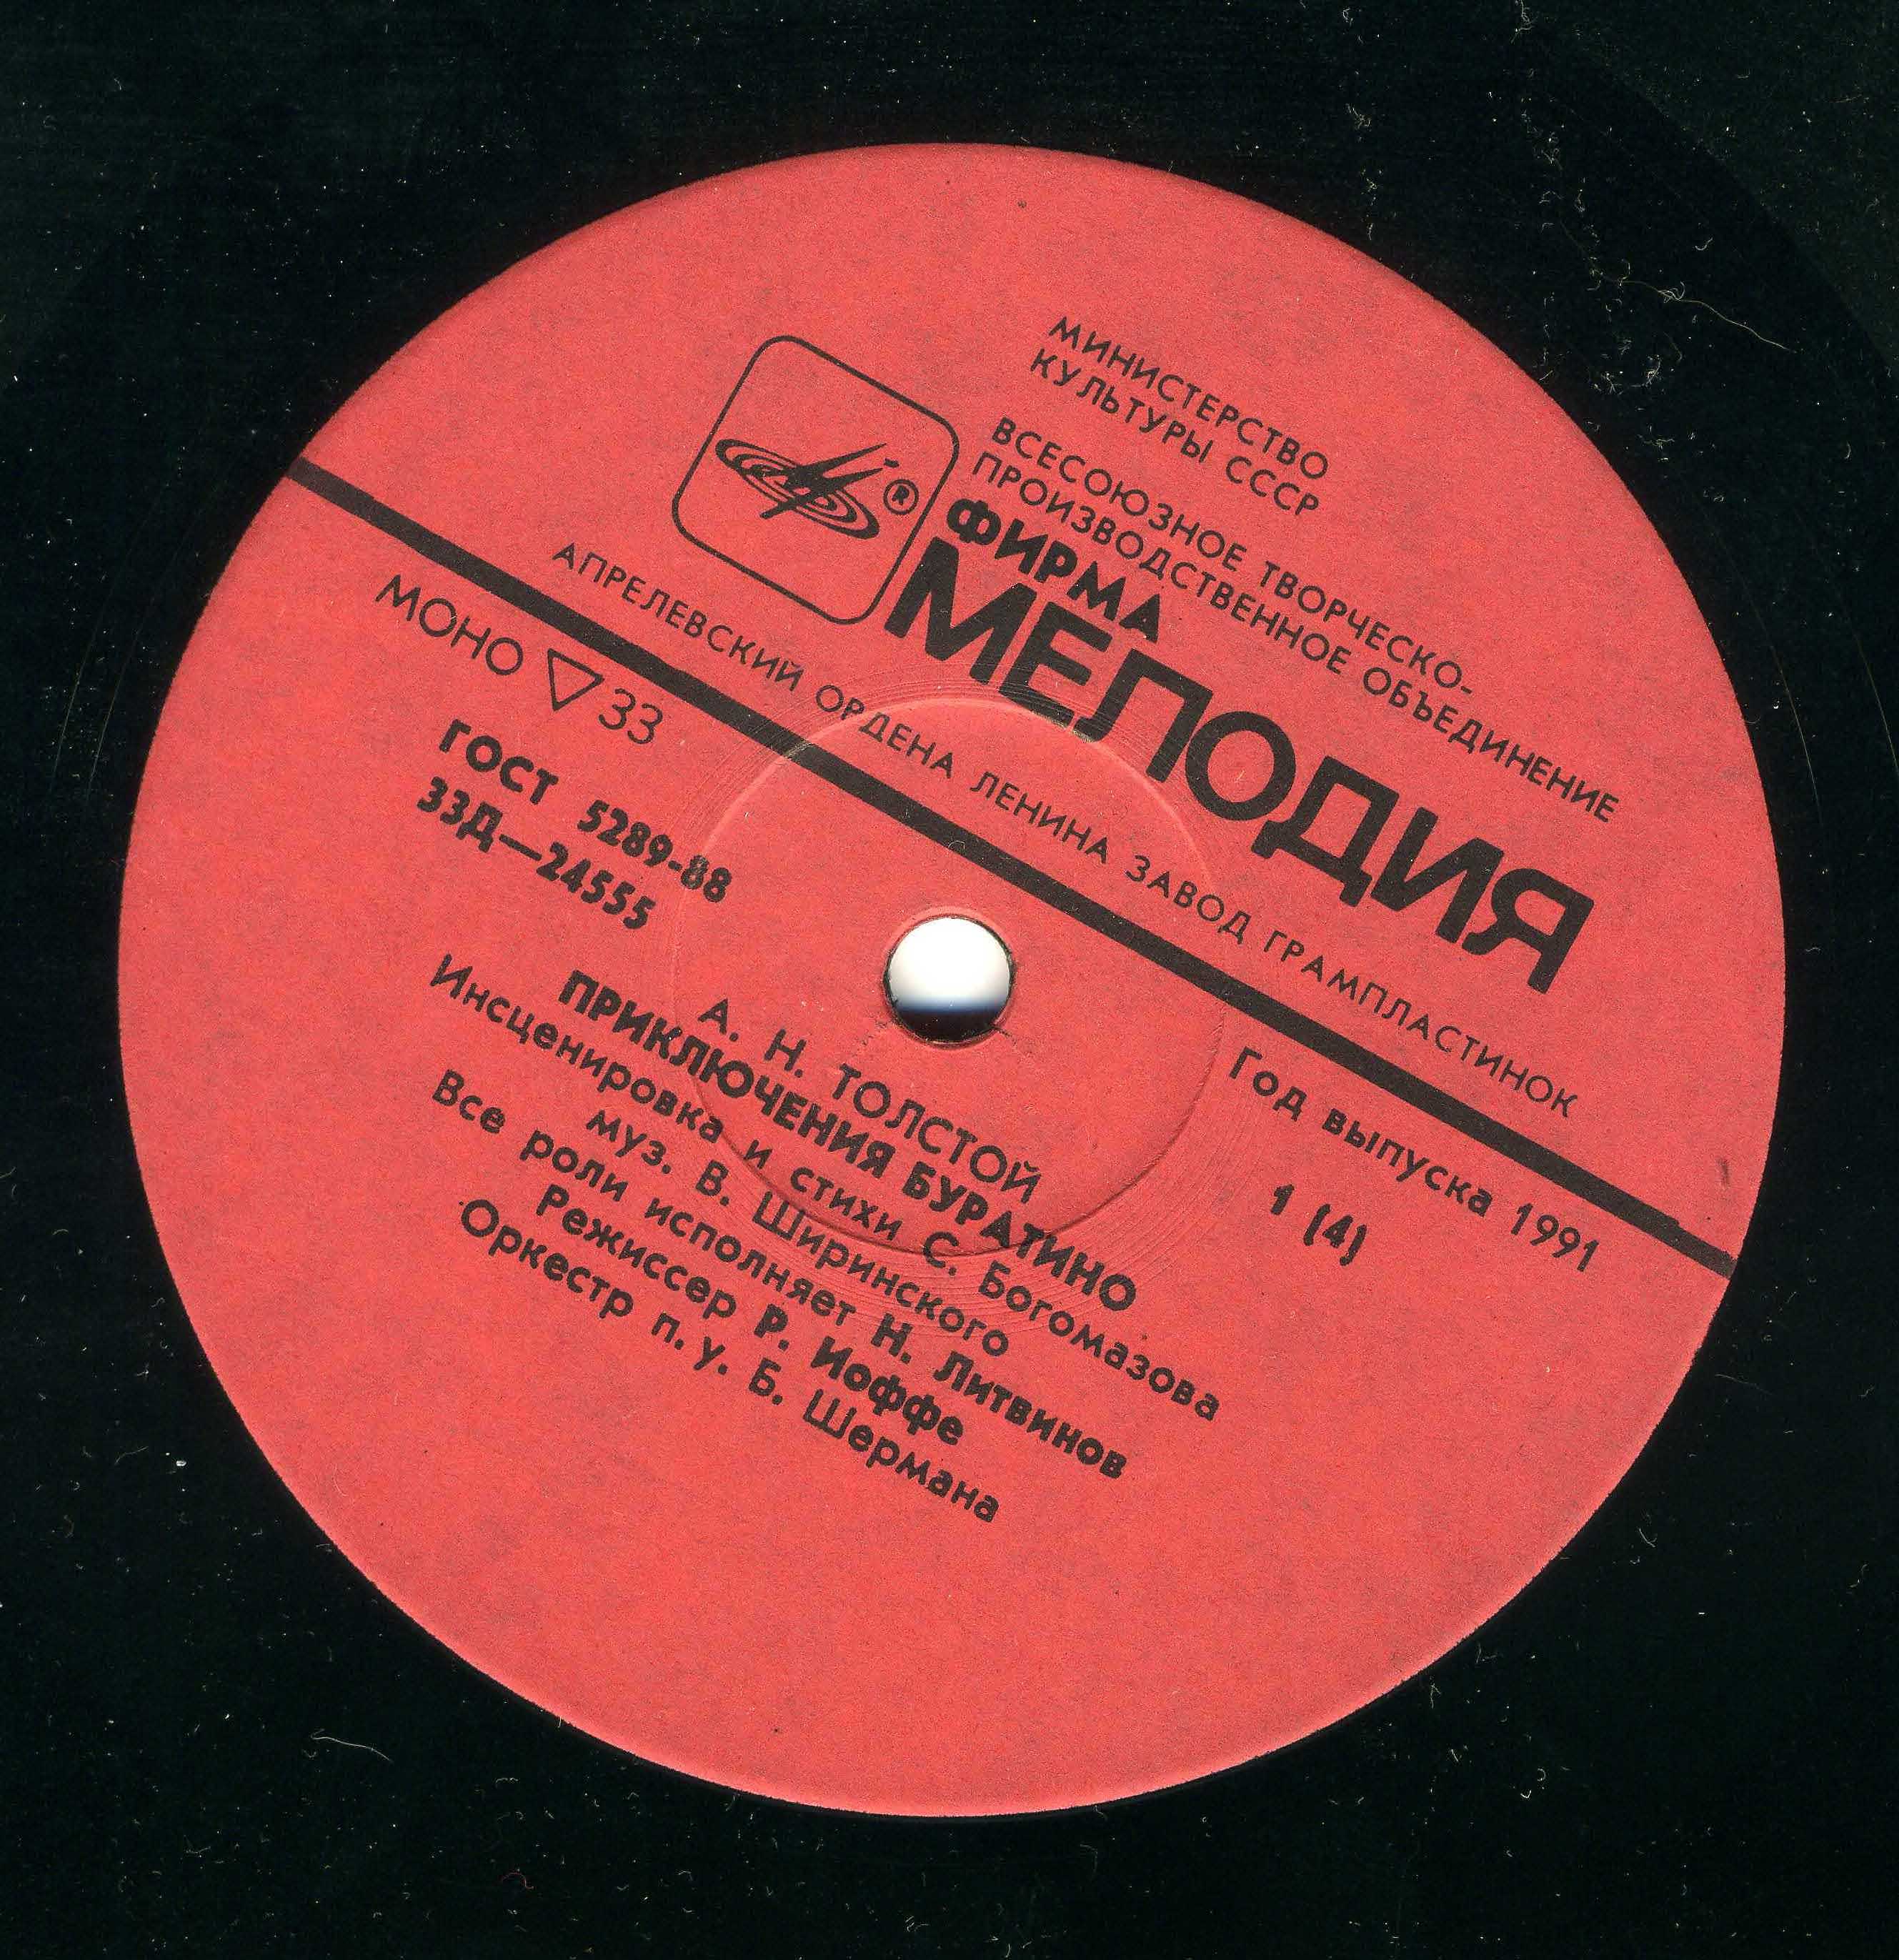 МИНИСТЕРСТВО
КУЛЬТУРЫ СССР
ВСЕСОЮЗНОЕ ТВОРЧЕСКО-
ПРОИЗВОДСТВЕННОЕ ОБЪЕДИНЕНИЕ
ФИРМА
МЕЛОДИЯ
®
АПРЕЛЕВСКИЙ ОРДЕНА ЛЕНИНА ЗАВОД ГРАМПЛАСТИНОК
МОНО ▽ 33
Год выпуска 1991
ГОСТ 5289-88
33Д—24555
1 (4)
А. Н. ТОЛСТОЙ
ПРИКЛЮЧЕНИЯ БУРАТИНО
Инсценировка и стихи С. Богомазова
муз. В. Ширинского
Все роли исполняет Н. Литвинов
Режиссер Р. Иоффе
Оркестр п. у. Б. Шермана